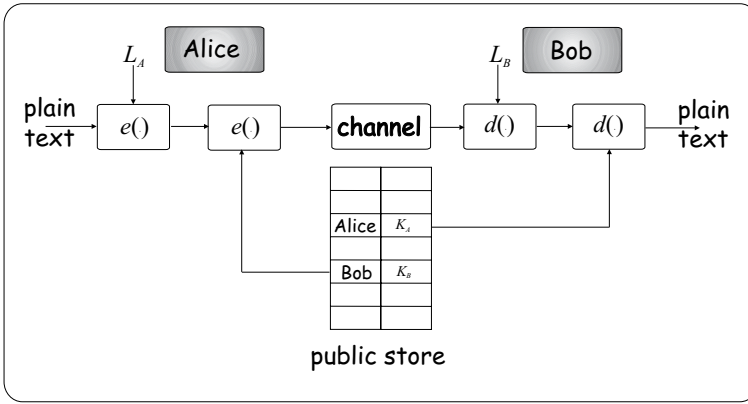 Alice
Bob
L_A
L_B
plain
text
e(.)
e(.)
channel
d(.)
d(.)
plain
text
Alice K_A
Bob K_B
public store